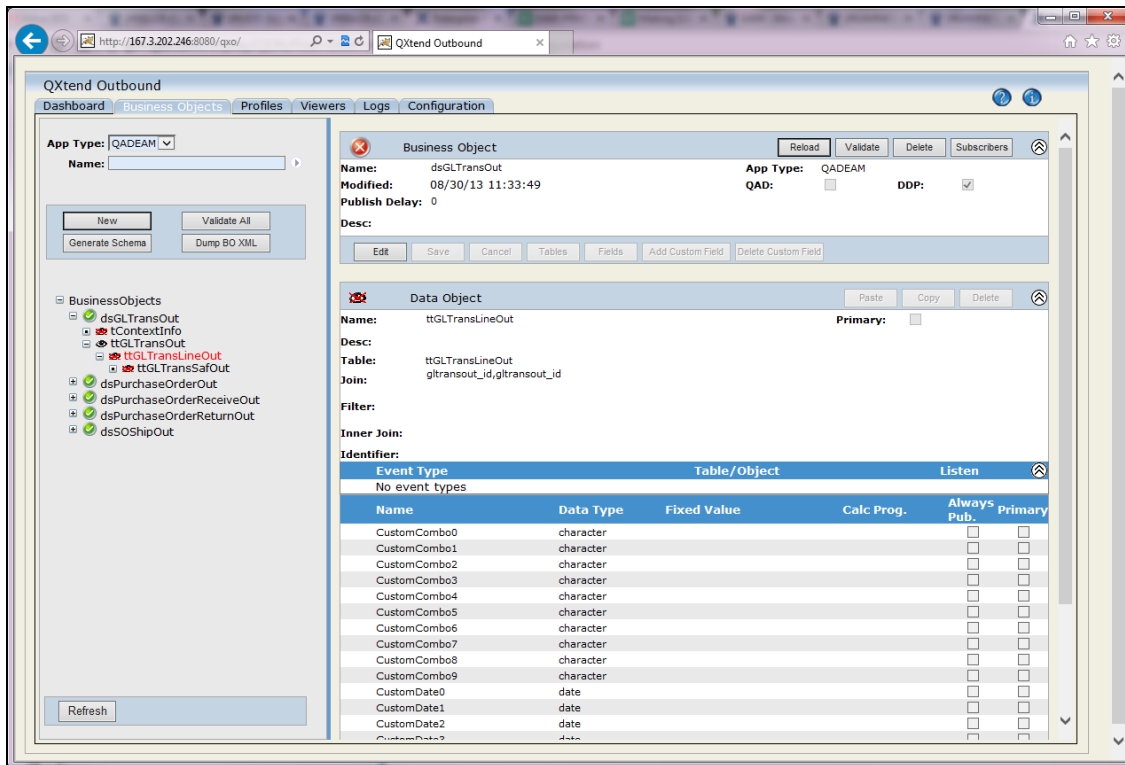 http://167.3.202.246:8080/qxo/
QXtend Outbound
QXtend Outbound
Dashboard Business Objects Profiles Viewers Logs Configuration
App Type: QADEAM
Name:
New Validate All
Generate Schema Dump BO XML
BusinessObjects
dsGLTransOut
tContextInfo
ttGLTransOut
ttGLTransLineOut
ttGLTransSafOut
dsPurchaseOrderOut
dsPurchaseOrderReceiveOut
dsPurchaseOrderReturnOut
dsSOShipOut
Refresh
Business Object Reload Validate Delete Subscribers
Name: dsGLTransOut App Type: QADEAM
Modified: 08/30/13 11:33:49 QAD: DDP:
Publish Delay: 0
Desc:
Edit Save Cancel Tables Fields Add Custom Field Delete Custom Field
Data Object Paste Copy Delete
Name: ttGLTransLineOut Primary:
Desc:
Table: ttGLTransLineOut
Join: gltransout_id,gltransout_id
Filter:
Inner Join:
Identifier:
Event Type Table/Object Listen
No event types
Name Data Type Fixed Value Calc Prog. Always Pub. Primary
CustomCombo0 character
CustomCombo1 character
CustomCombo2 character
CustomCombo3 character
CustomCombo4 character
CustomCombo5 character
CustomCombo6 character
CustomCombo7 character
CustomCombo8 character
CustomCombo9 character
CustomDate0 date
CustomDate1 date
CustomDate2 date
CustomDate3 date